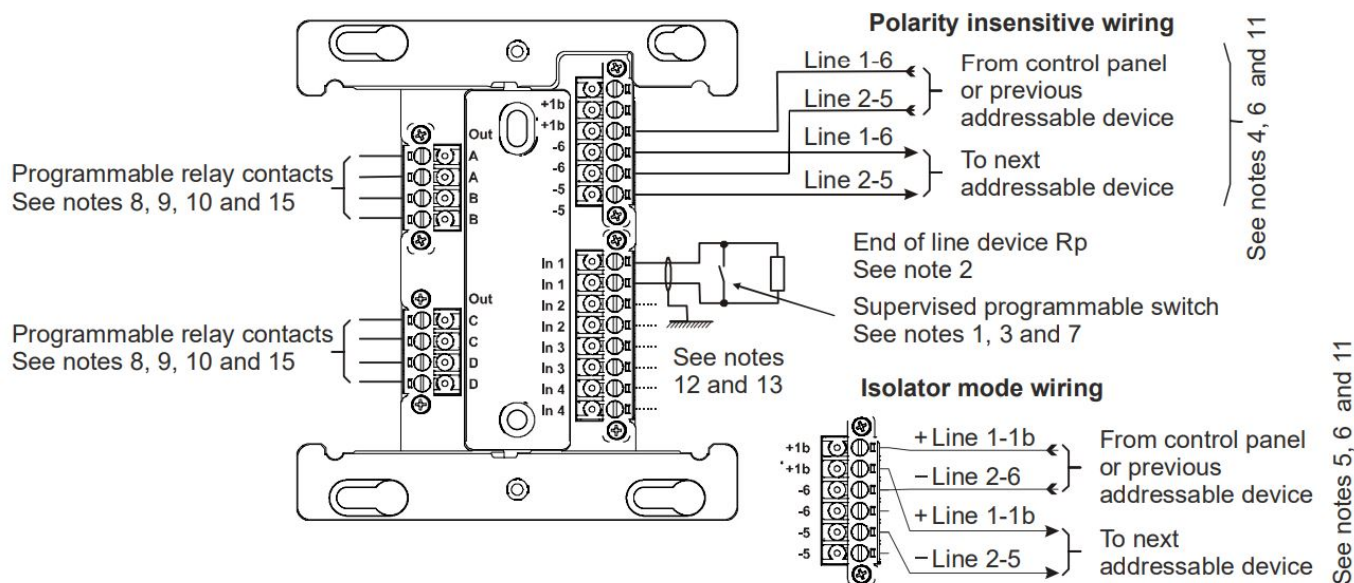 Polarity insensitive wiring
Line 1-6
Line 2-5
From control panel
or previous
addressable device
Line 1-6
Line 2-5
To next
addressable device
See notes 4, 6 and 11
Programmable relay contacts
See notes 8, 9, 10 and 15
Out
A
A
B
B
+1b
+1b
-6
-6
-5
-5
End of line device Rp
See note 2
Supervised programmable switch
See notes 1, 3 and 7
Programmable relay contacts
See notes 8, 9, 10 and 15
Out
C
C
D
D
In 1
In 1
In 2
In 2
In 3
In 3
In 4
In 4
See notes
12 and 13
Isolator mode wiring
+1b
+1b
-6
-6
-5
-5
+ Line 1-1b
– Line 2-6
From control panel
or previous
addressable device
+ Line 1-1b
– Line 2-5
To next
addressable device
See notes 5, 6 and 11